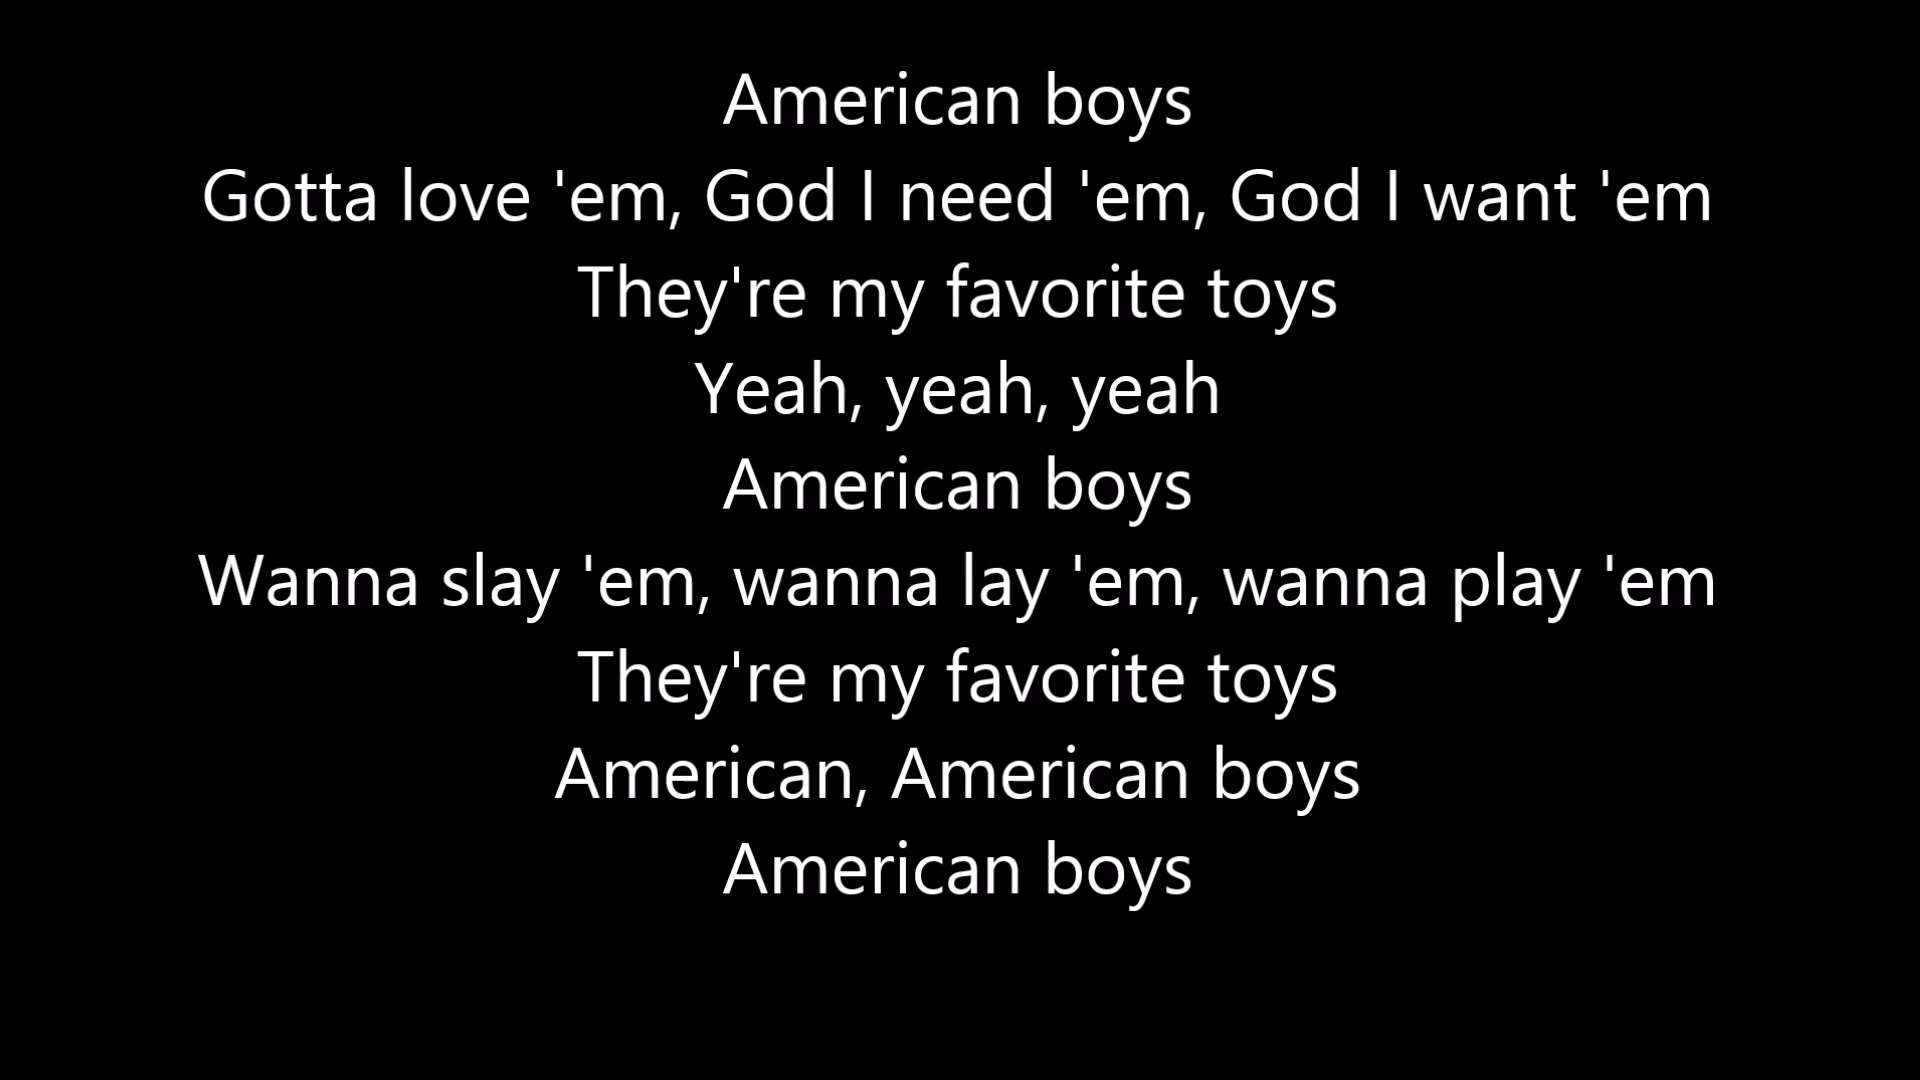 American boys
Gotta love 'em, God I need 'em, God I want 'em
They're my favorite toys
Yeah, yeah, yeah
American boys
Wanna slay 'em, wanna lay 'em, wanna play 'em
They're my favorite toys
American, American boys
American boys